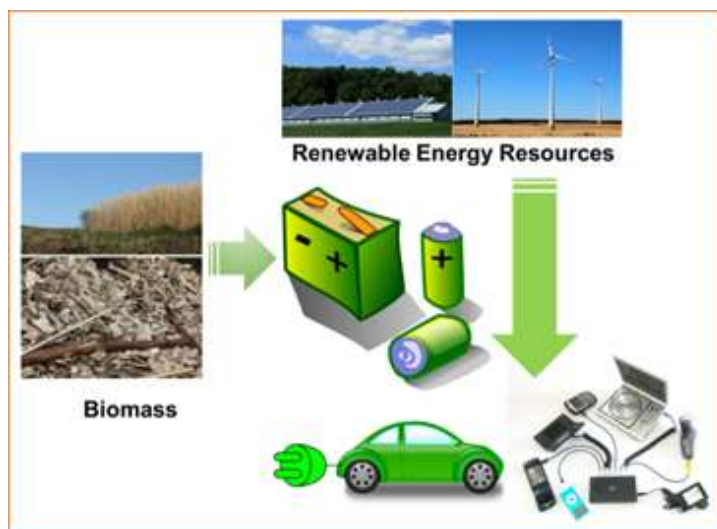 Renewable Energy Resources
- +
+
Biomass